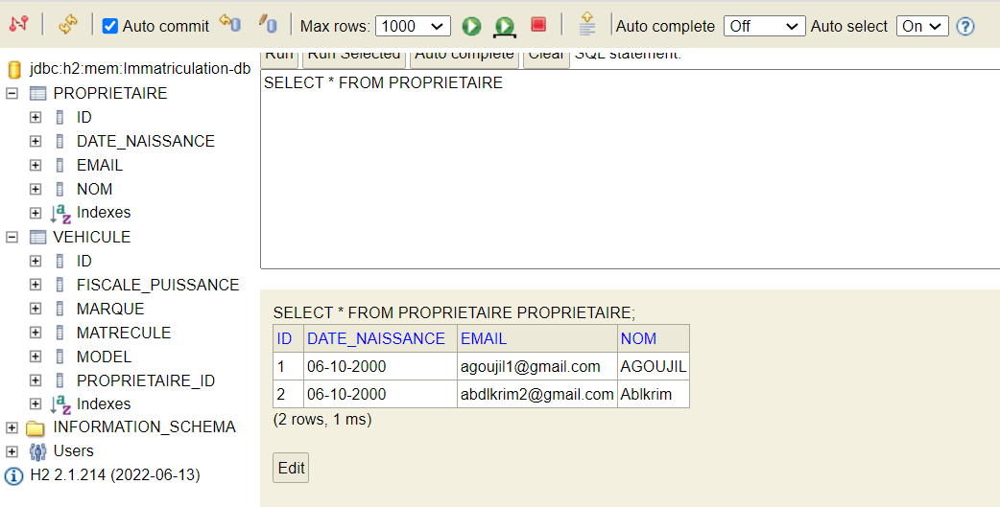 Auto commit Max rows: 1000 Auto complete Off Auto select On
Run Run Selected Auto complete Clear SQL statement:
jdbc:h2:mem:Immatriculation-db
PROPRIETAIRE
ID
DATE_NAISSANCE
EMAIL
NOM
Indexes
VEHICULE
ID
FISCALE_PUISSANCE
MARQUE
MATRECULE
MODEL
PROPRIETAIRE_ID
Indexes
INFORMATION_SCHEMA
Users
H2 2.1.214 (2022-06-13)
SELECT * FROM PROPRIETAIRE
SELECT * FROM PROPRIETAIRE PROPRIETAIRE;
ID DATE_NAISSANCE EMAIL NOM
1 06-10-2000 agoujil1@gmail.com AGOUJIL
2 06-10-2000 abdlkrim2@gmail.com Ablkrim
(2 rows, 1 ms)
Edit